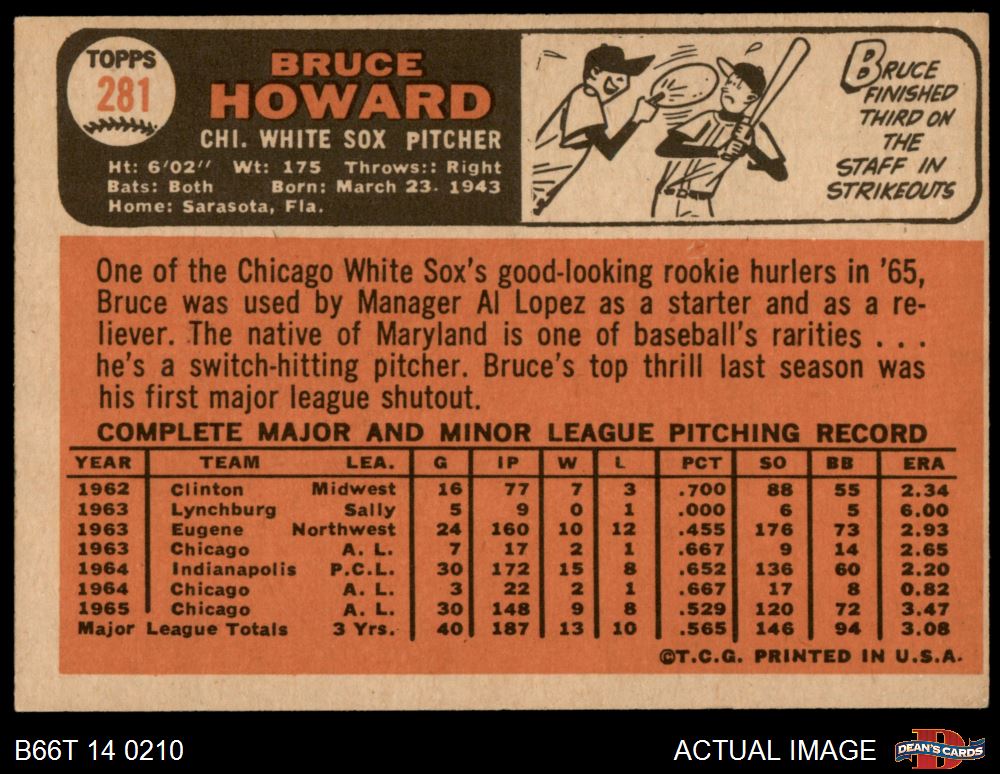 TOPPS
281
BRUCE
HOWARD
CHI. WHITE SOX PITCHER
Ht: 6'02" Wt: 175 Throws:: Right
Bats: Both Born: March 23. 1943
Home: Sarasota, Fla.
BRUCE
FINISHED
THIRD ON
THE
STAFF IN
STRIKEOUTS
One of the Chicago White Sox's good-looking rookie hurlers in '65,
Bruce was used by Manager Al Lopez as a starter and as a re-
liever. The native of Maryland is one of baseball's rarities . . .
he's a switch-hitting pitcher. Bruce's top thrill last season was
his first major league shutout.
COMPLETE MAJOR AND MINOR LEAGUE PITCHING RECORD
YEAR TEAM LEA. G IP W L PCT SO BB ERA
1962 Clinton Midwest 16 77 7 3 .700 88 55 2.34
1963 Lynchburg Sally 5 9 0 1 .000 6 5 6.00
1963 Eugene Northwest 24 160 10 12 .455 176 73 2.93
1963 Chicago A. L. 7 17 2 1 .667 9 14 2.65
1964 Indianapolis P.C.L. 30 172 15 8 .652 136 60 2.20
1964 Chicago A. L. 3 22 2 1 .667 17 8 0.82
1965 Chicago A. L. 30 148 9 8 .529 120 72 3.47
Major League Totals 3 Yrs. 40 187 13 10 .565 146 94 3.08
©T.C.G. PRINTED IN U.S.A.
B66T 14 0210
ACTUAL IMAGE
DEAN'S CARDS